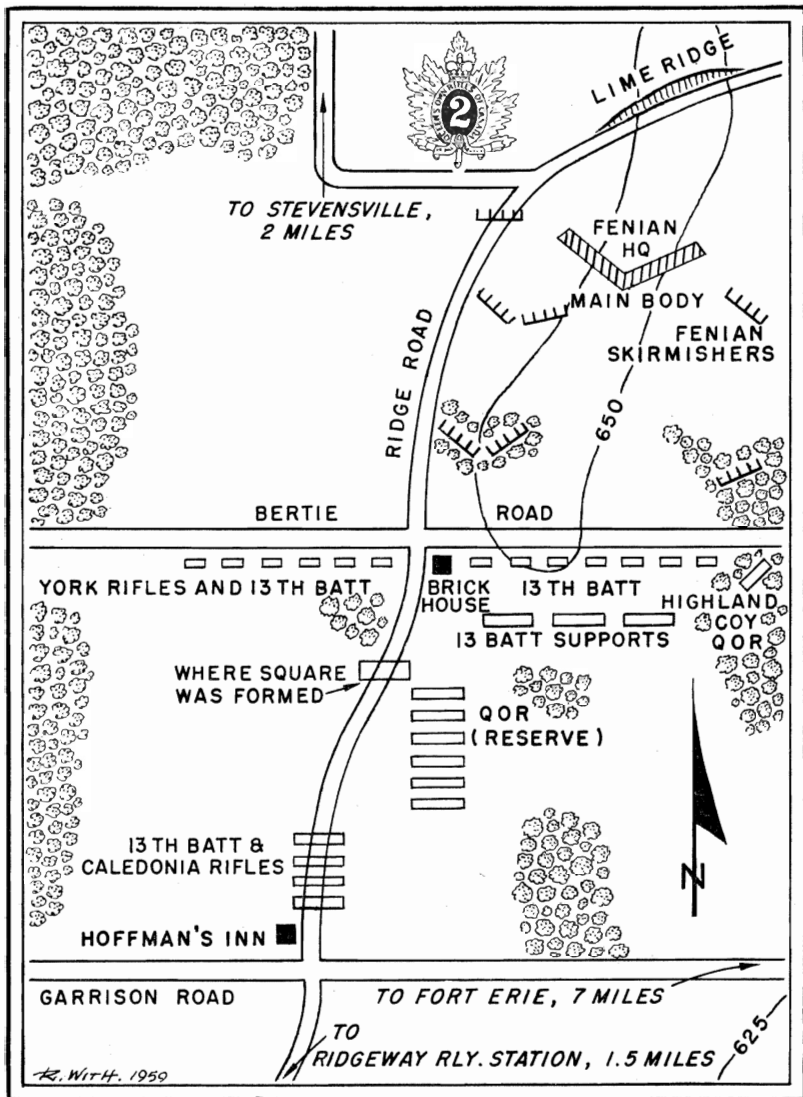 LIME RIDGE
2
TO STEVENSVILLE,
2 MILES
FENIAN
HQ
MAIN BODY
FENIAN
SKIRMISHERS
RIDGE ROAD
650
BERTIE ROAD
YORK RIFLES AND 13TH BATT
BRICK
HOUSE
13TH BATT
HIGHLAND
COY
QOR
13 BATT SUPPORTS
WHERE SQUARE
WAS FORMED
QOR
(RESERVE)
13TH BATT &
CALEDONIA RIFLES
N
HOFFMAN'S INN
GARRISON ROAD
TO FORT ERIE, 7 MILES
TO
RIDGEWAY RLY. STATION, 1.5 MILES
625
R. WITH. 1959